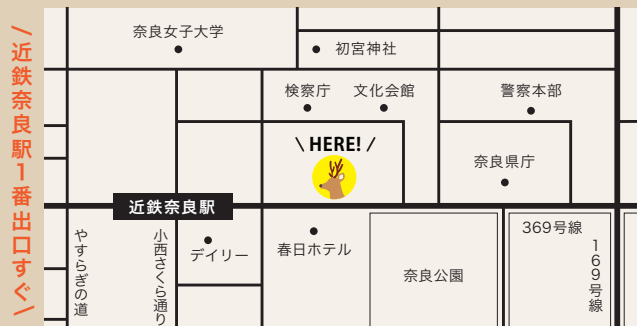 \近鉄奈良駅1番出口すぐ/
奈良女子大学
初宮神社
検察庁
文化会館
警察本部
\ HERE! /
奈良県庁
近鉄奈良駅
やすらぎの道
小西さくら通り
デイリー
春日ホテル
奈良公園
369号線
169号線